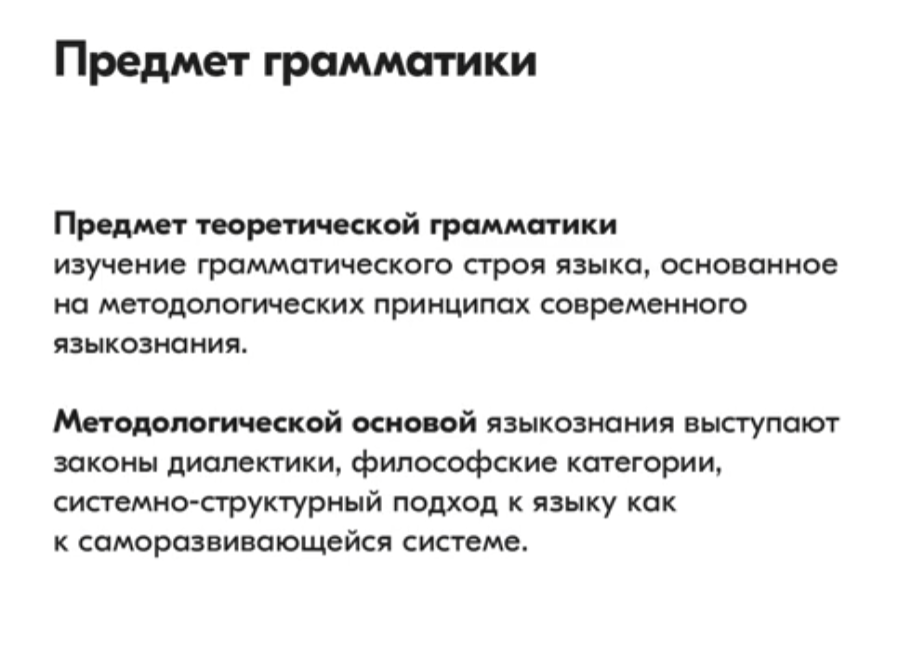 Предмет грамматики
Предмет теоретической грамматики
изучение грамматического строя языка, основанное
на методологических принципах современного
языкознания.
Методологической основой языкознания выступают
законы диалектики, философские категории,
системно-структурный подход к языку как
к саморазвивающейся системе.